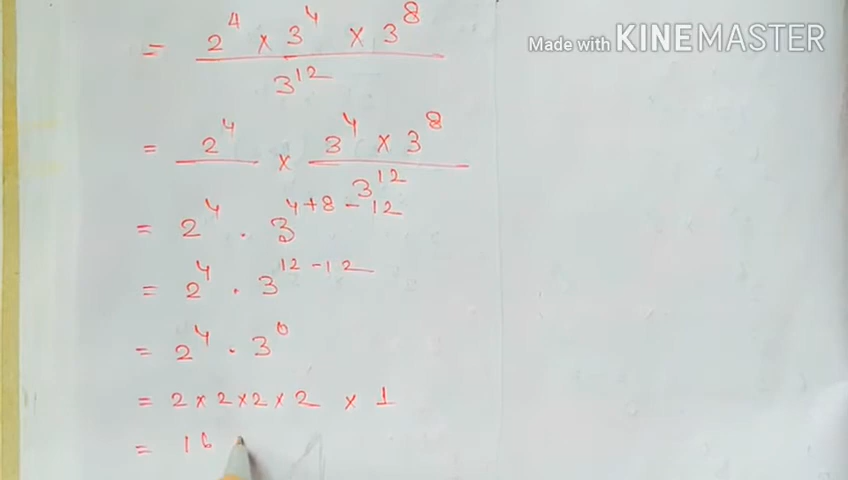 Made with KINEMASTER
= 2^4 × 3^4 × 3^8 / 3^12
= 2^4 / × 3^4 × 3^8 / 3^12
= 2^4 . 3^4+8-12
= 2^4 . 3^12-12
= 2^4 . 3^0
= 2 × 2 × 2 × 2 × 1
= 16